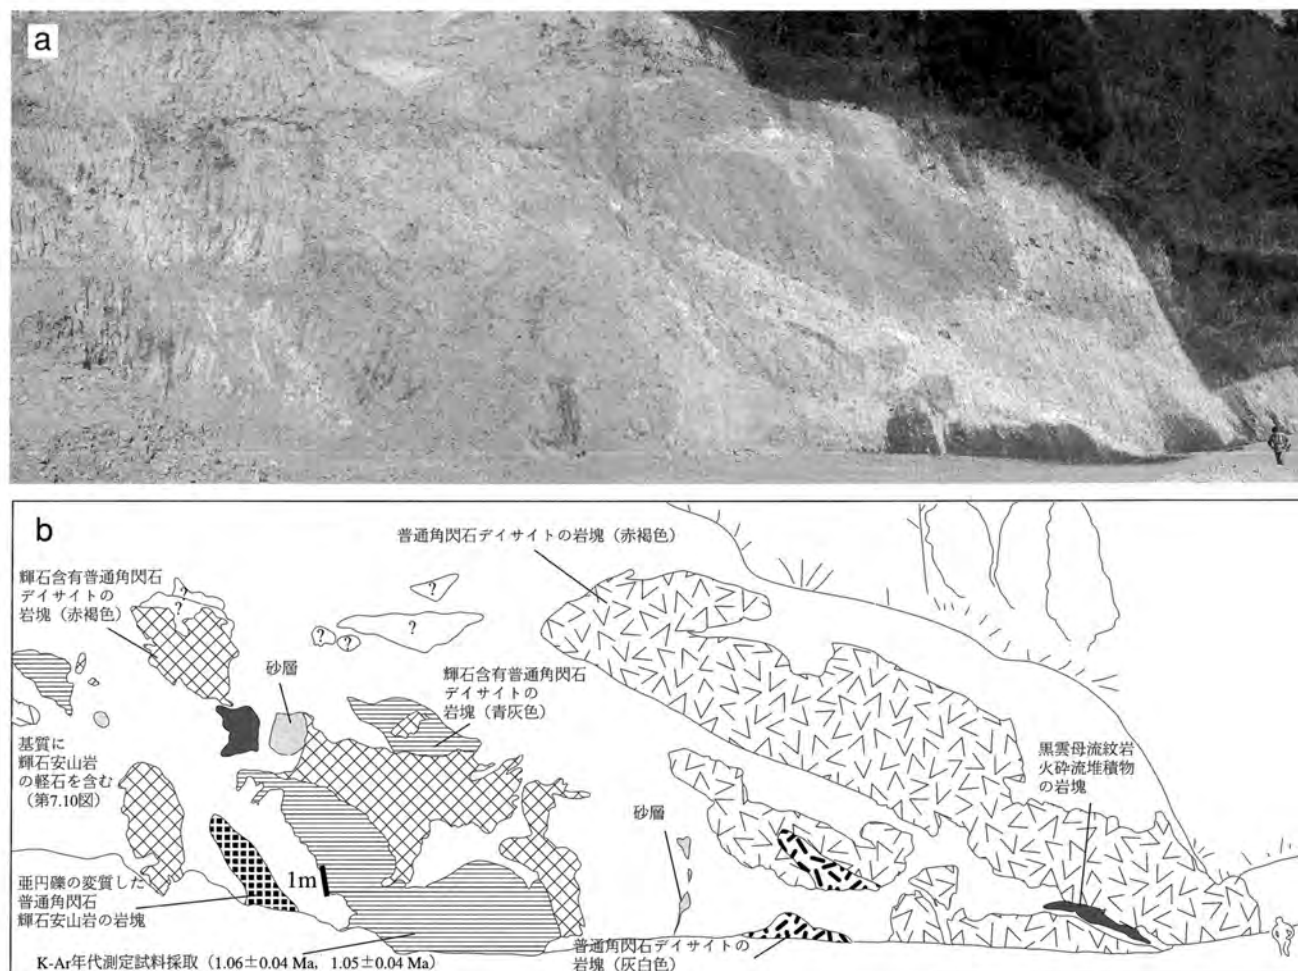 a
b
普通角閃石デイサイトの岩塊（赤褐色）
輝石含有普通角閃石
デイサイトの
岩塊（赤褐色）
?
?
?
?
?
?
砂層
輝石含有普通角閃石
デイサイトの
岩塊（青灰色）
基質に
輝石安山岩
の軽石を含む
（第7.10図）
黒雲母流紋岩
火砕流堆積物
の岩塊
砂層
1m
亜円礫の変質した
普通角閃石
輝石安山岩の岩塊
普通角閃石デイサイトの
岩塊（灰白色）
K-Ar年代測定試料採取（1.06±0.04 Ma, 1.05±0.04 Ma）